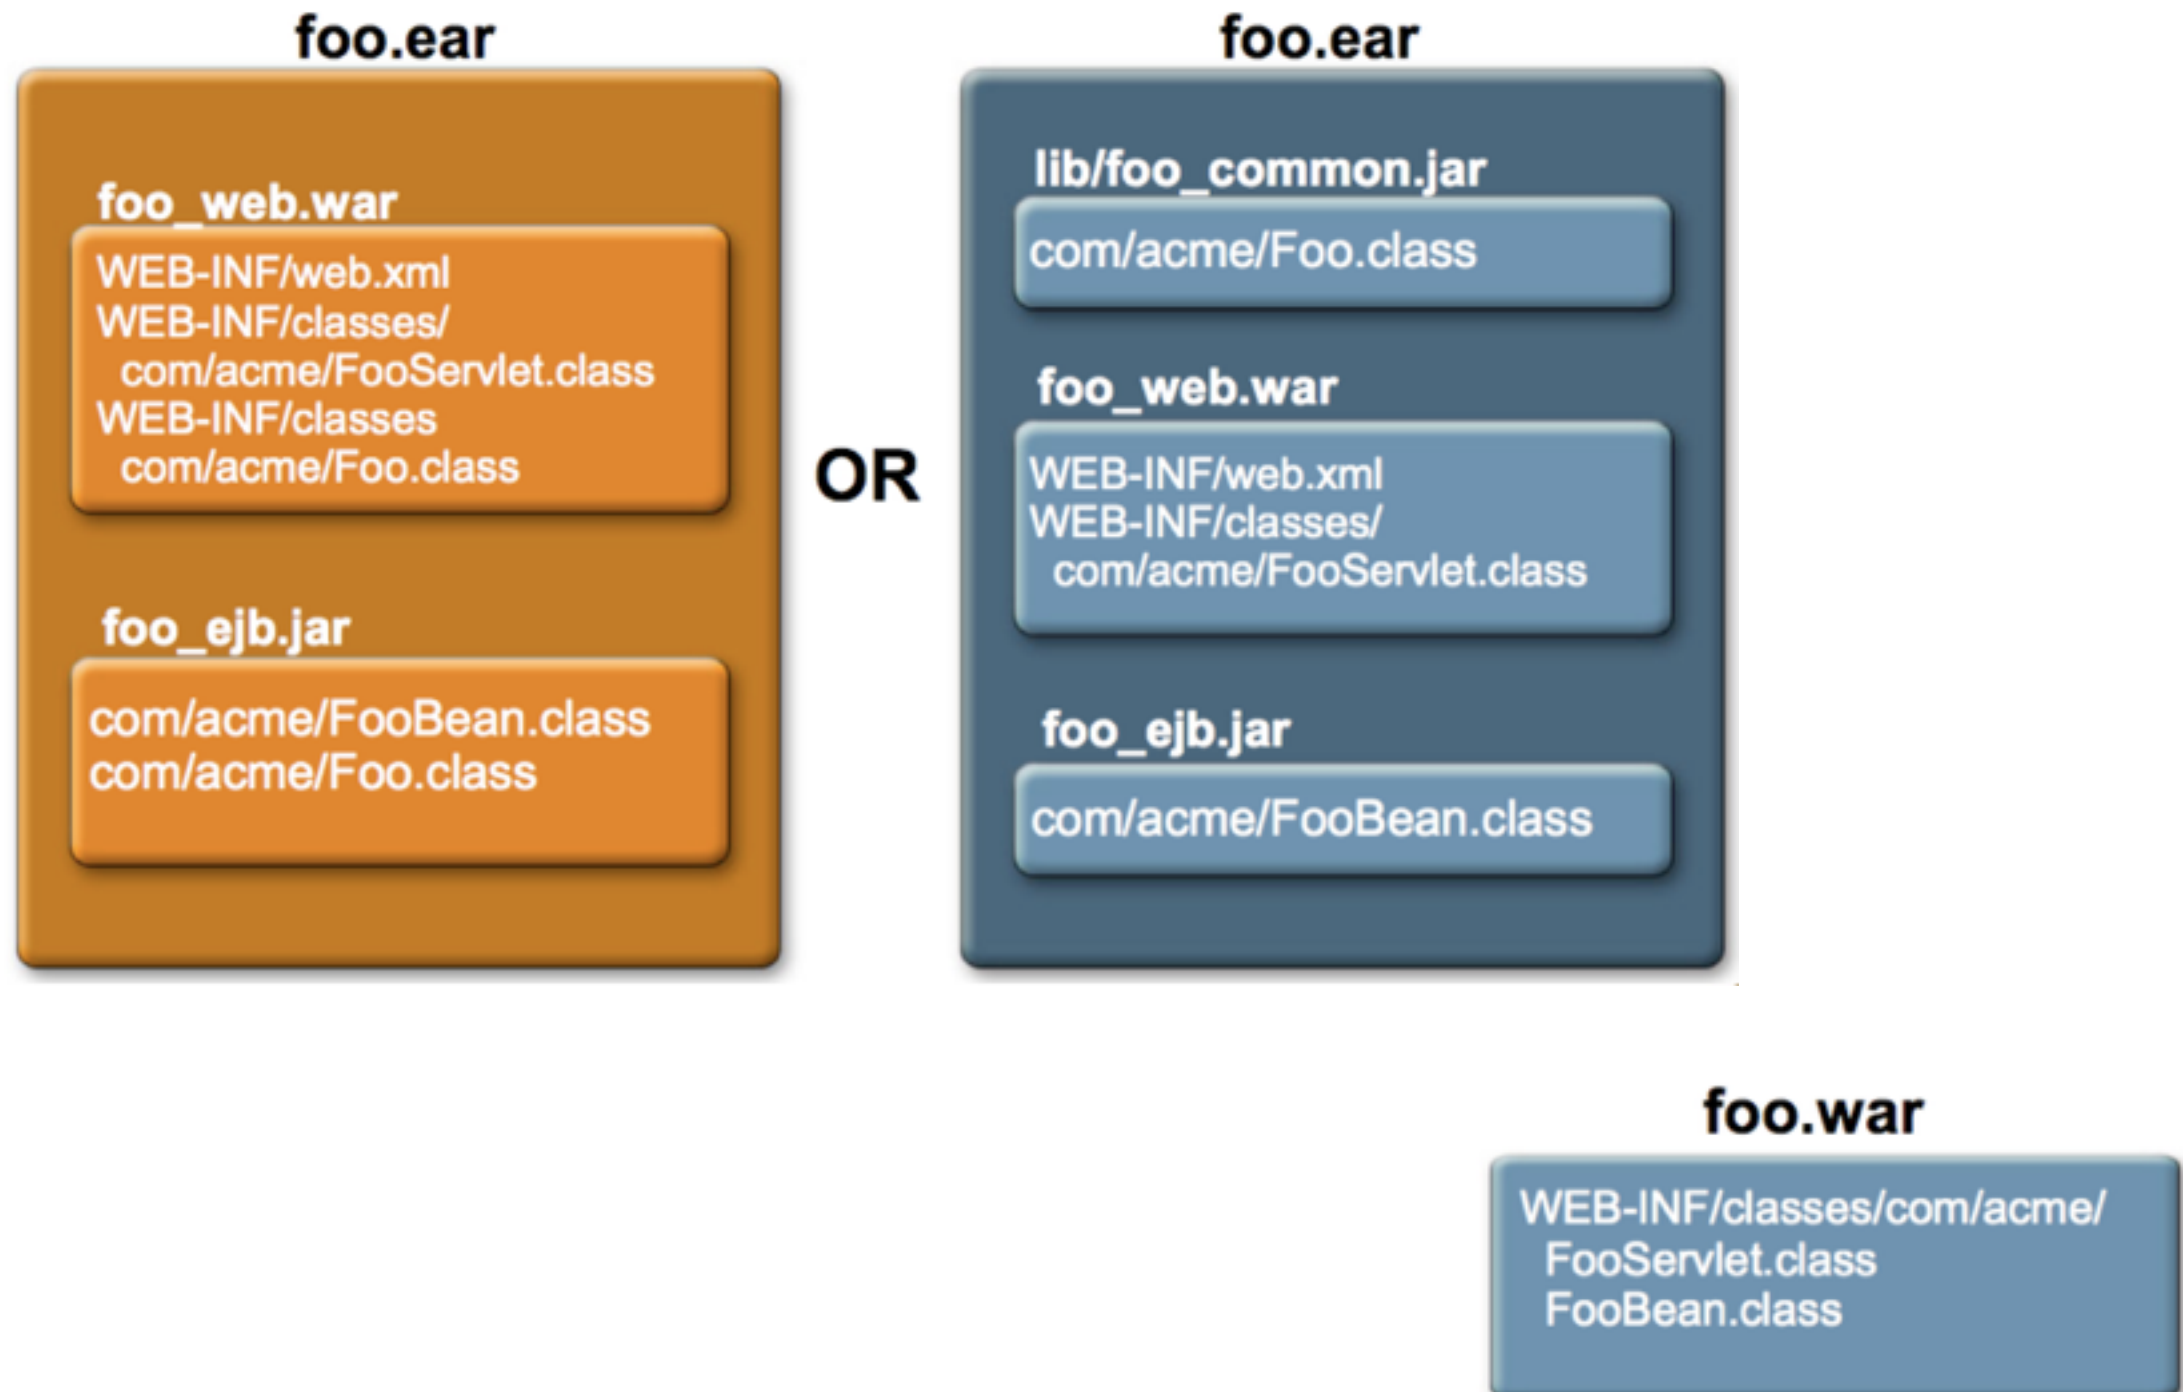 foo.ear
foo_web.war
WEB-INF/web.xml
WEB-INF/classes/
com/acme/FooServlet.class
WEB-INF/classes
com/acme/Foo.class
foo_ejb.jar
com/acme/FooBean.class
com/acme/Foo.class
OR
foo.ear
lib/foo_common.jar
com/acme/Foo.class
foo_web.war
WEB-INF/web.xml
WEB-INF/classes/
com/acme/FooServlet.class
foo_ejb.jar
com/acme/FooBean.class
foo.war
WEB-INF/classes/com/acme/
FooServlet.class
FooBean.class